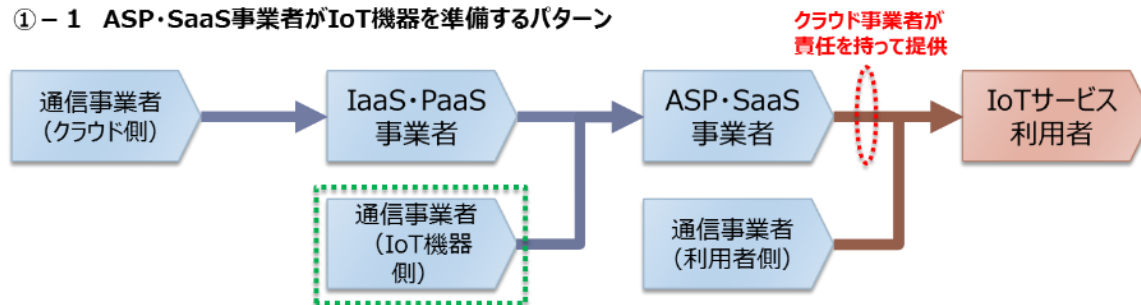 ①－1　ASP･SaaS事業者がIoT機器を準備するパターン
クラウド事業者が
責任を持って提供
通信事業者
（クラウド側）
IaaS･PaaS
事業者
ASP･SaaS
事業者
IoTサービス
利用者
通信事業者
（IoT機器
側）
通信事業者
（利用者側）